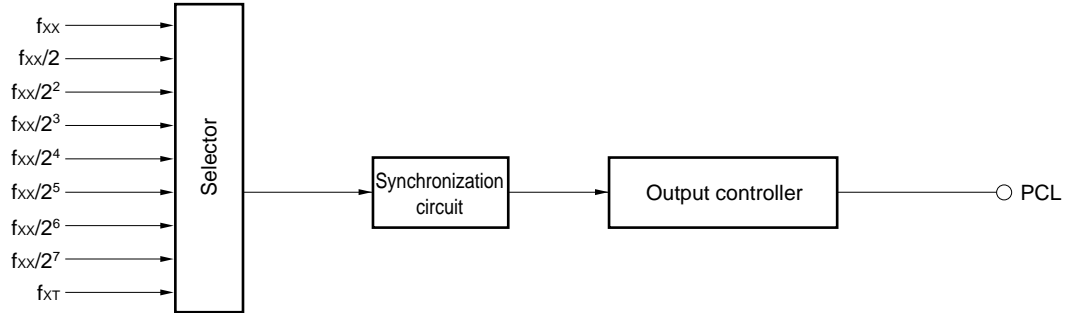 fXX
fXX/2
fXX/2²
fXX/2³
fXX/2⁴
fXX/2⁵
fXX/2⁶
fXX/2⁷
fXT
Selector
Synchronization
circuit
Output controller
PCL